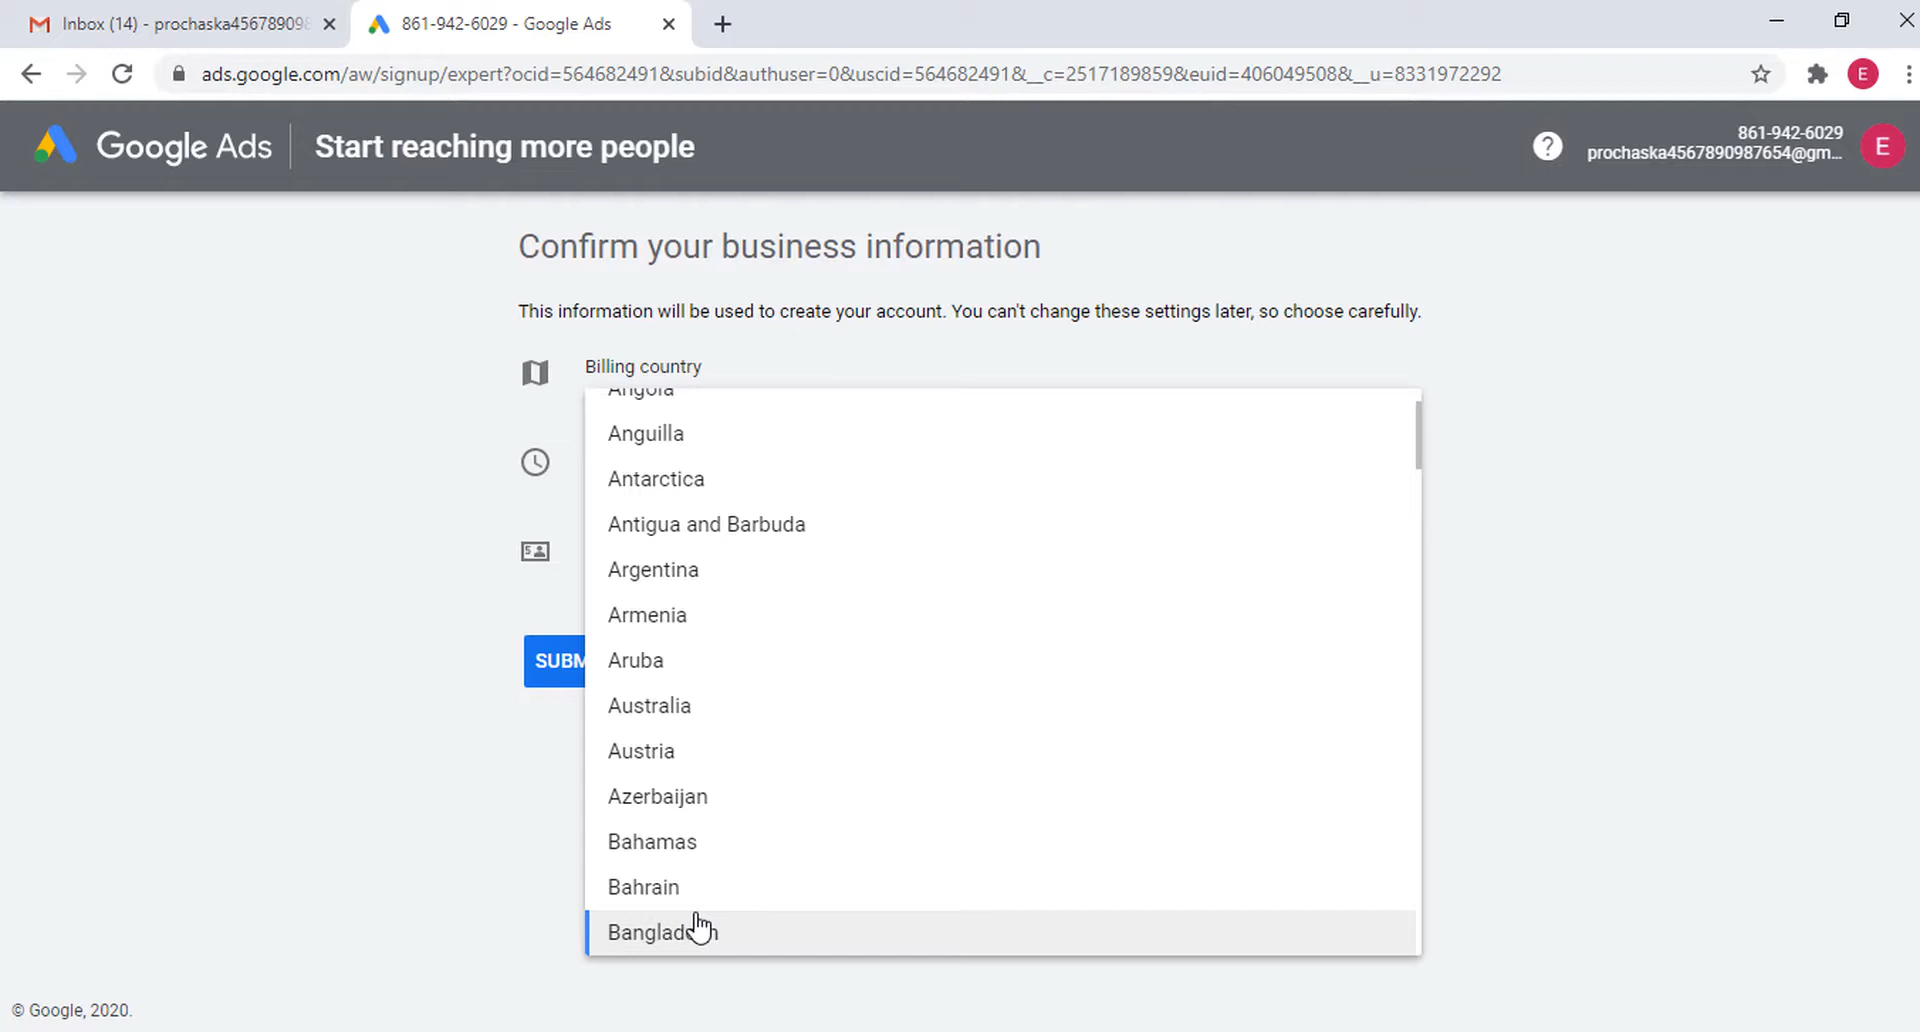 Inbox (14) - prochaska456789098
861-942-6029 - Google Ads
ads.google.com/aw/signup/expert?ocid=564682491&subid&authuser=0&uscid=564682491&__c=2517189859&euid=406049508&__u=8331972292
E
Google Ads
Start reaching more people
?
861-942-6029
prochaska4567890987654@gm...
E
Confirm your business information
This information will be used to create your account. You can't change these settings later, so choose carefully.
Billing country
Angola
Anguilla
Antarctica
Antigua and Barbuda
Argentina
Armenia
SUBM
Aruba
Australia
Austria
Azerbaijan
Bahamas
Bahrain
Bangladesh
© Google, 2020.